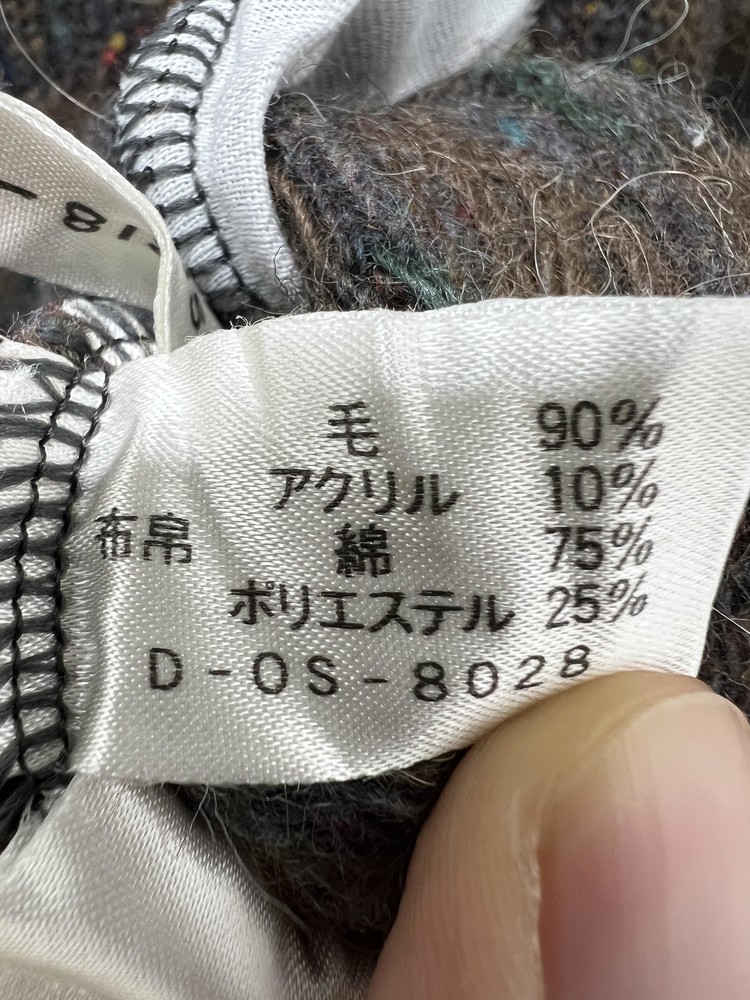 毛 90%
アクリル 10%
布帛 綿 75%
ポリエステル 25%
D-OS-8028